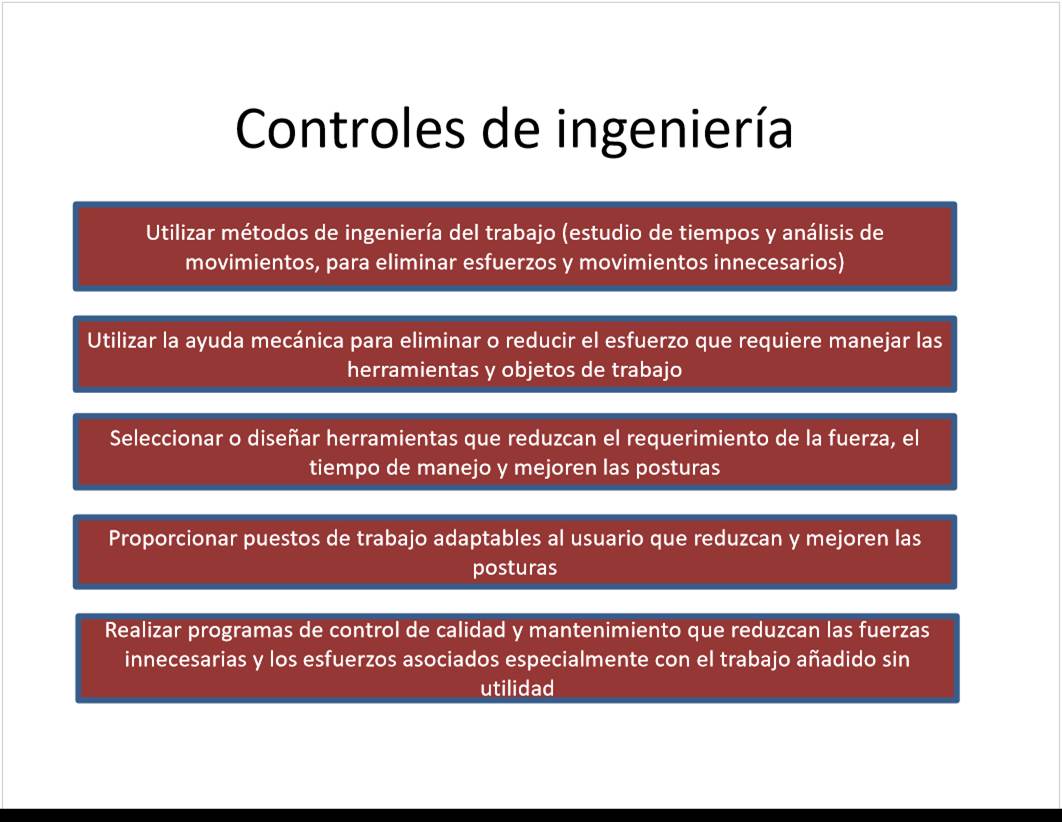 Controles de ingeniería
Utilizar métodos de ingeniería del trabajo (estudio de tiempos y análisis de
movimientos, para eliminar esfuerzos y movimientos innecesarios)
Utilizar la ayuda mecánica para eliminar o reducir el esfuerzo que requiere manejar las
herramientas y objetos de trabajo
Seleccionar o diseñar herramientas que reduzcan el requerimiento de la fuerza, el
tiempo de manejo y mejoren las posturas
Proporcionar puestos de trabajo adaptables al usuario que reduzcan y mejoren las
posturas
Realizar programas de control de calidad y mantenimiento que reduzcan las fuerzas
innecesarias y los esfuerzos asociados especialmente con el trabajo añadido sin
utilidad